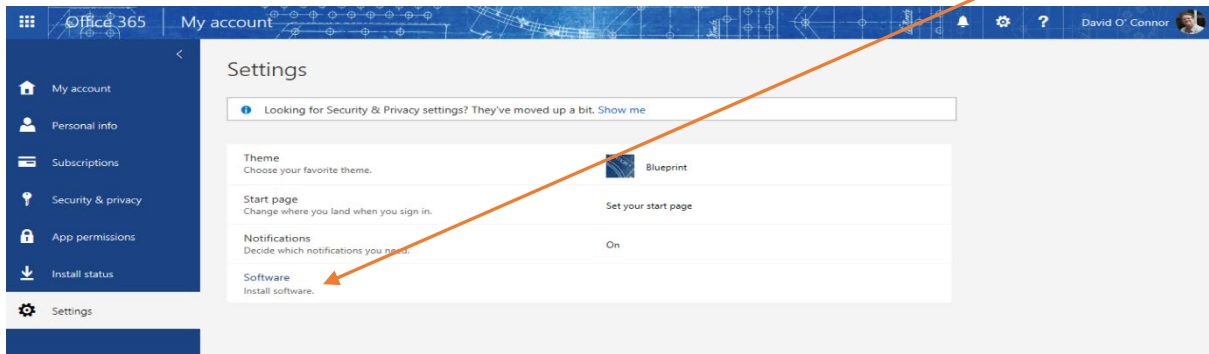 Office 365
My account
? David O' Connor
<
My account
Personal info
Subscriptions
Security & privacy
App permissions
Install status
Settings
Settings
Looking for Security & Privacy settings? They've moved up a bit. Show me
Theme
Choose your favorite theme.
Blueprint
Start page
Change where you land when you sign in.
Set your start page
Notifications
Decide which notifications you need.
On
Software
Install software.